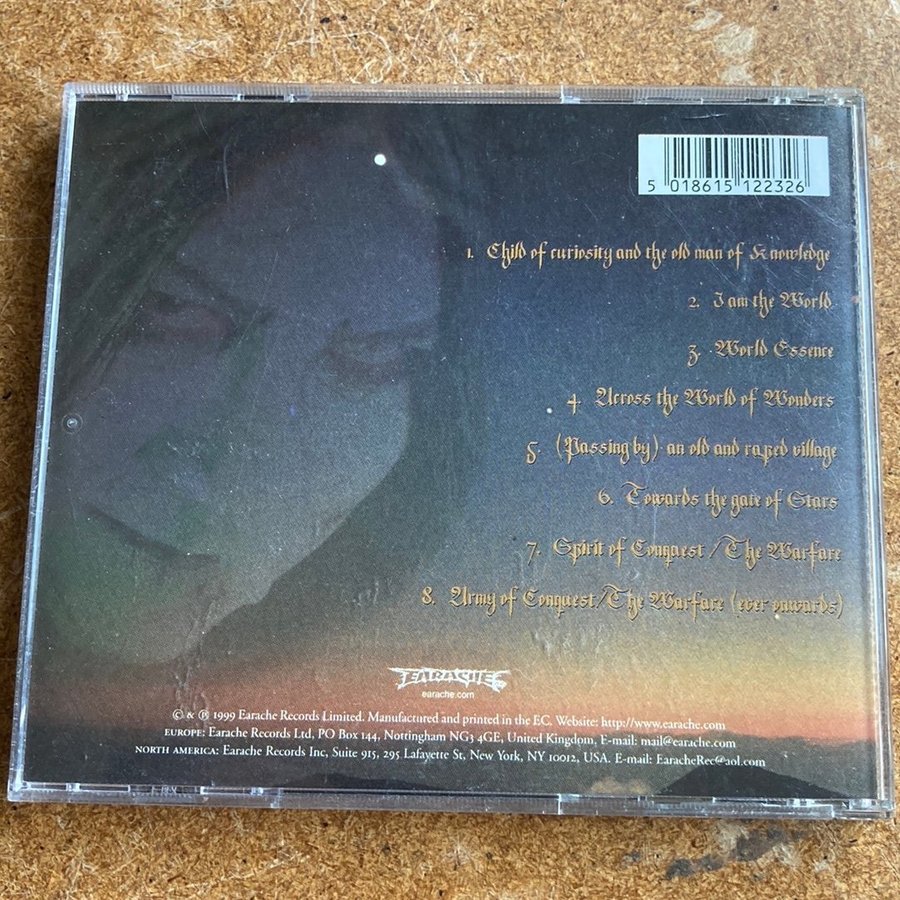 5 018615 122326
1. Child of curiosity and the old man of Knowledge
2. I am the World
3. World Essence
4. Across the World of Wonders
5. (Passing by) an old and razed village
6. Towards the gate of Stars
7. Spirit of Conquest / The Warfare
8. Army of Conquest/The Warfare (ever onwards)
EARACHE
earache.com
© & ℗ 1999 Earache Records Limited. Manufactured and printed in the EC. Website: http://www.earache.com
EUROPE: Earache Records Ltd, PO Box 144, Nottingham NG3 4GE, United Kingdom, E-mail: mail@earache.com
NORTH AMERICA: Earache Records Inc, Suite 915, 295 Lafayette St, New York, NY 10012, USA. E-mail: EaracheRec@aol.com